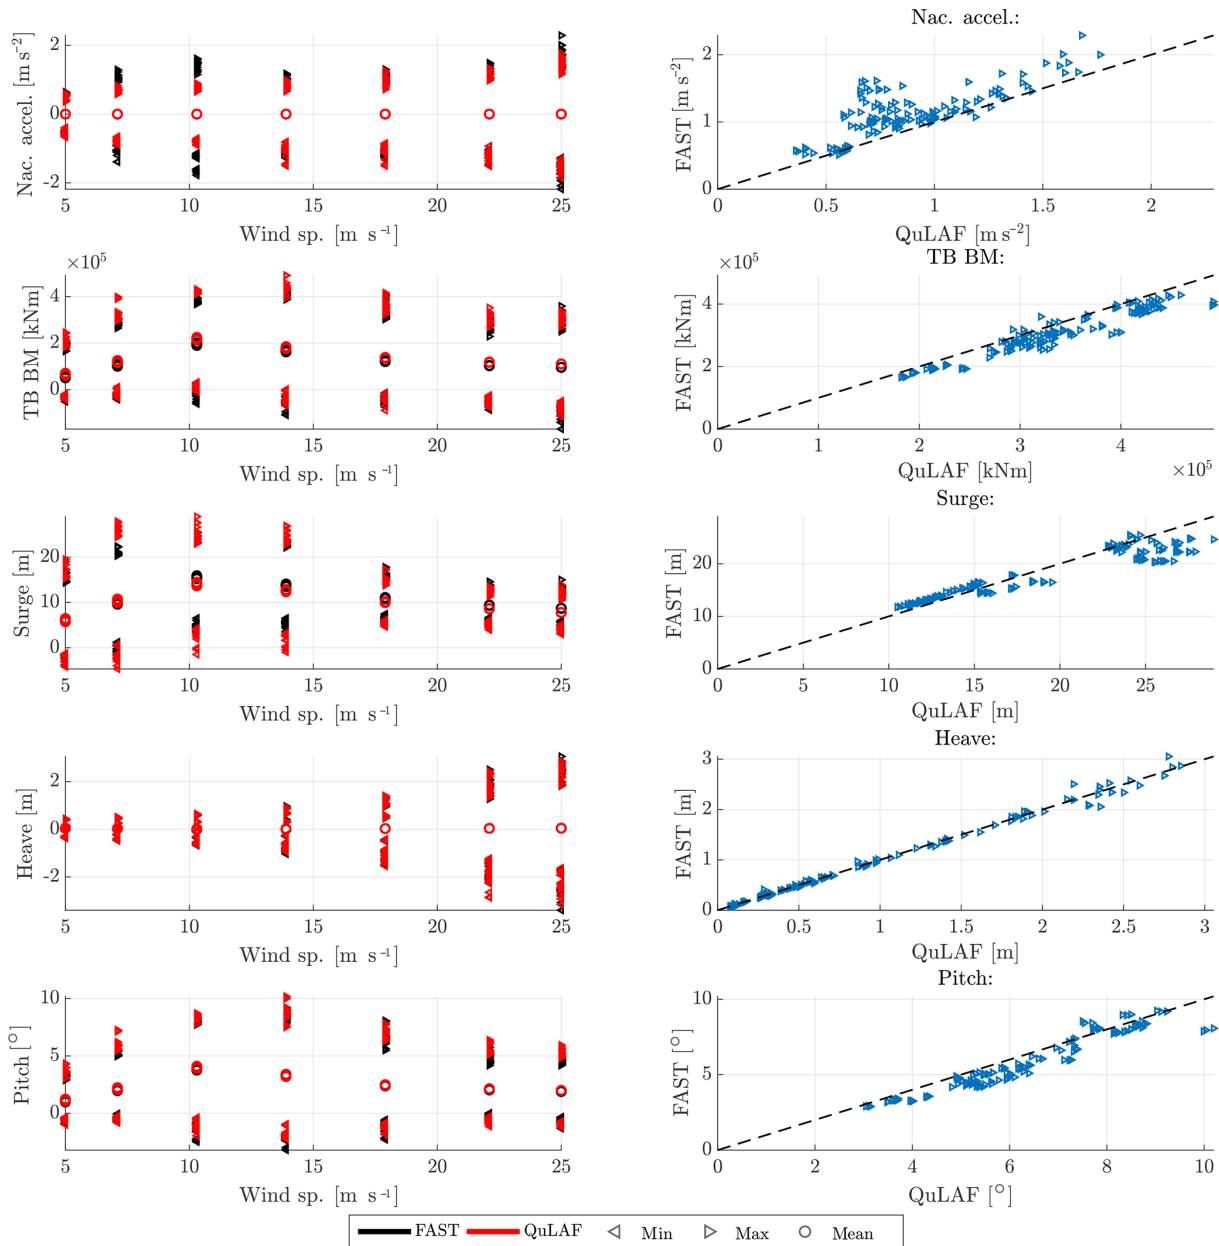 Nac. accel.:
Nac. accel. [m s⁻²]
2
0
-2
5 10 15 20 25
Wind sp. [m s⁻¹]
FAST [m s⁻²]
2
1
0
0 0.5 1 1.5 2
QuLAF [m s⁻²]
TB BM:
×10⁵
TB BM [kNm]
4
2
0
5 10 15 20 25
Wind sp. [m s⁻¹]
×10⁵
FAST [kNm]
4
2
0
0 1 2 3 4
QuLAF [kNm]
×10⁵
Surge:
Surge [m]
20
10
0
5 10 15 20 25
Wind sp. [m s⁻¹]
FAST [m]
20
10
0
0 5 10 15 20 25
QuLAF [m]
Heave:
Heave [m]
2
0
-2
5 10 15 20 25
Wind sp. [m s⁻¹]
FAST [m]
3
2
1
0
0 0.5 1 1.5 2 2.5 3
QuLAF [m]
Pitch:
Pitch [°]
10
5
0
5 10 15 20 25
Wind sp. [m s⁻¹]
FAST [°]
10
5
0
0 2 4 6 8 10
QuLAF [°]
FAST QuLAF Min Max Mean